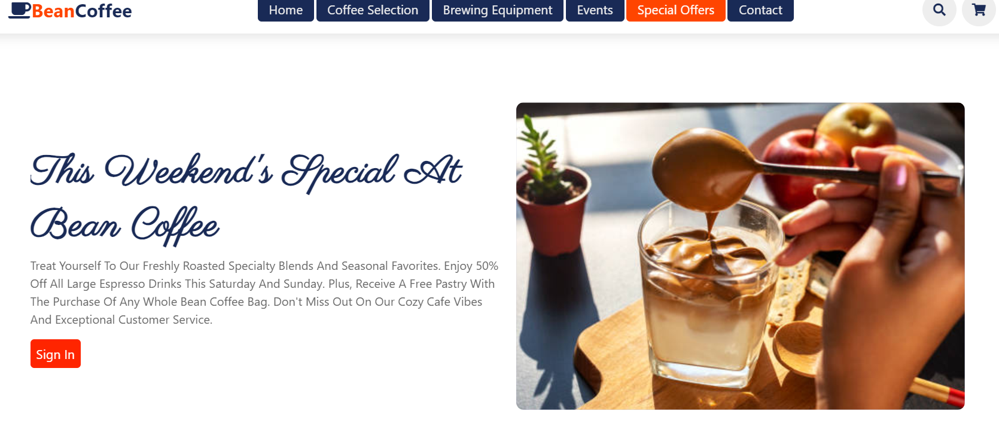 BeanCoffee
Home Coffee Selection Brewing Equipment Events Special Offers Contact
This Weekend's Special At
Bean Coffee
Treat Yourself To Our Freshly Roasted Specialty Blends And Seasonal Favorites. Enjoy 50%
Off All Large Espresso Drinks This Saturday And Sunday. Plus, Receive A Free Pastry With
The Purchase Of Any Whole Bean Coffee Bag. Don't Miss Out On Our Cozy Cafe Vibes
And Exceptional Customer Service.
Sign In